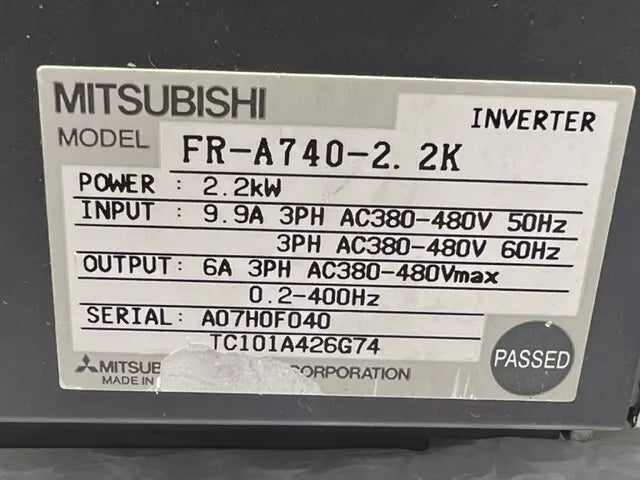 MITSUBISHI
INVERTER
MODEL FR-A740-2.2K
POWER : 2.2kW
INPUT : 9.9A 3PH AC380-480V 50Hz
3PH AC380-480V 60Hz
OUTPUT: 6A 3PH AC380-480Vmax
0.2-400Hz
SERIAL: A07H0F040
TC101A426G74
PASSED
CORPORATION
MADE IN